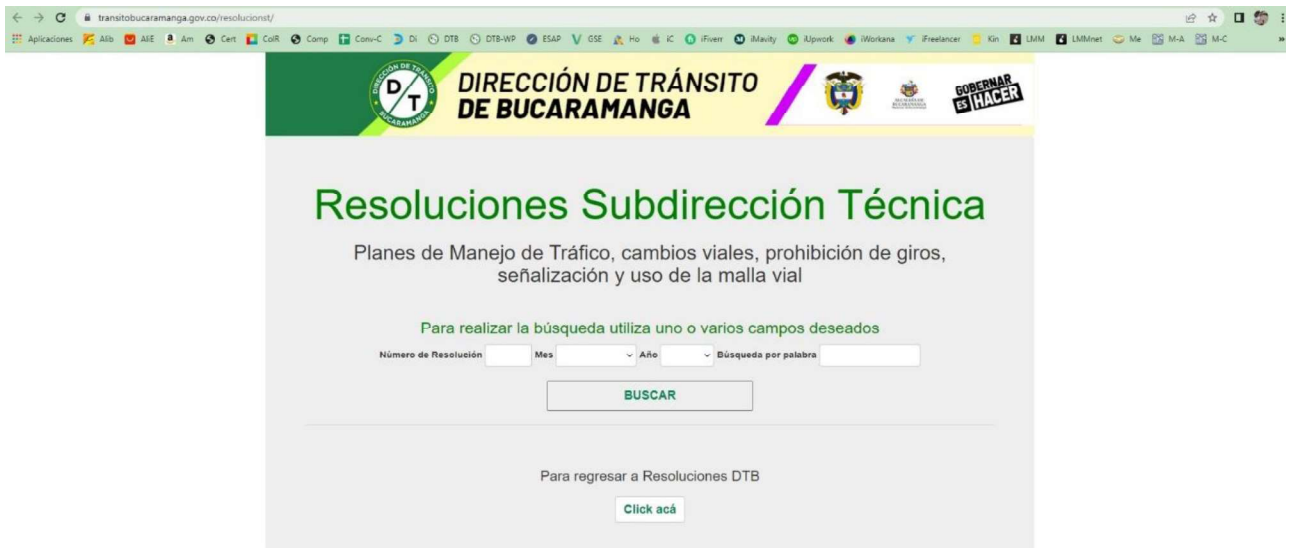 transitobucaramanga.gov.co/resolucionst/
Aplicaciones Alib AliE Am Cert ColR Comp Conv-C Di DTB DTB-WP ESAP GSE Ho iC iFiverr iMavity iUpwork iWorkana iFreelancer Kin LMM LMMnet Me M-A M-C »
DIRECCIÓN DE TRÁNSITO
DE BUCARAMANGA
DIRECCIÓN DE TRÁNSITO
D/T
BUCARAMANGA
GOBERNAR
ES HACER
Resoluciones Subdirección Técnica
Planes de Manejo de Tráfico, cambios viales, prohibición de giros,
señalización y uso de la malla vial
Para realizar la búsqueda utiliza uno o varios campos deseados
Número de Resolución Mes Año Búsqueda por palabra
BUSCAR
Para regresar a Resoluciones DTB
Click acá